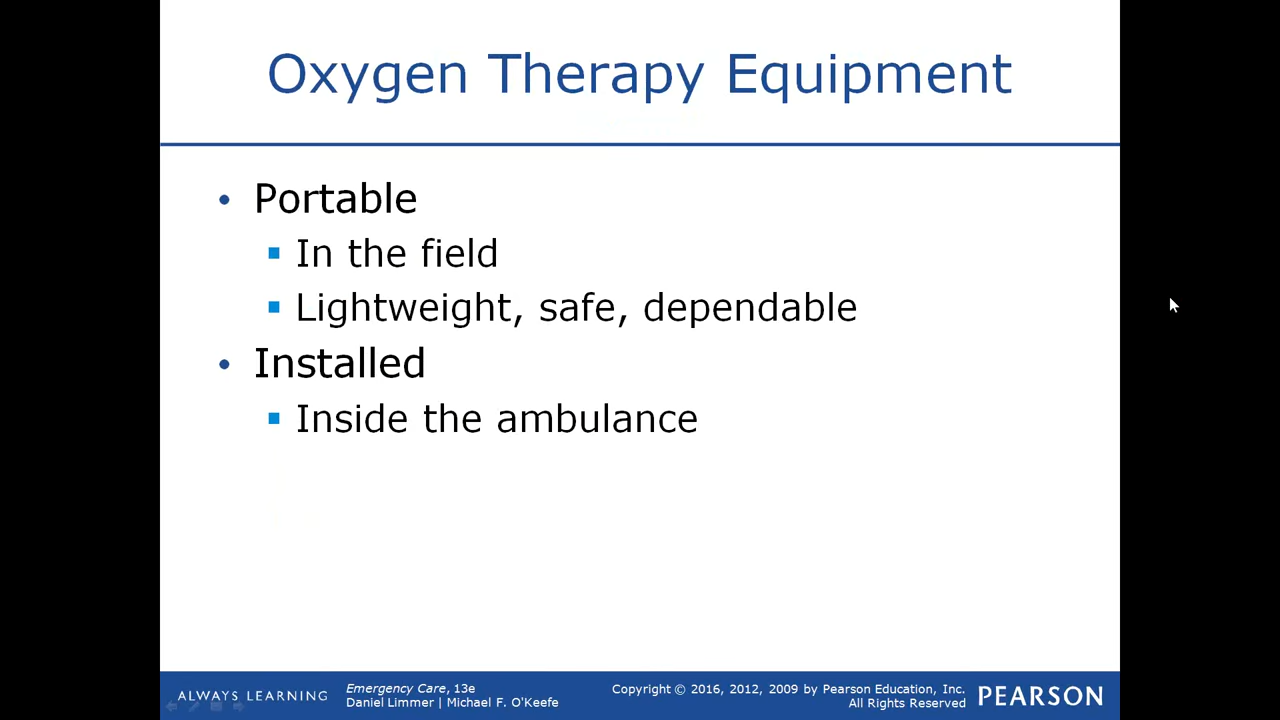 Oxygen Therapy Equipment
• Portable
▪ In the field
▪ Lightweight, safe, dependable
• Installed
▪ Inside the ambulance
ALWAYS LEARNING
Emergency Care, 13e
Daniel Limmer | Michael F. O'Keefe
Copyright © 2016, 2012, 2009 by Pearson Education, Inc.
All Rights Reserved
PEARSON